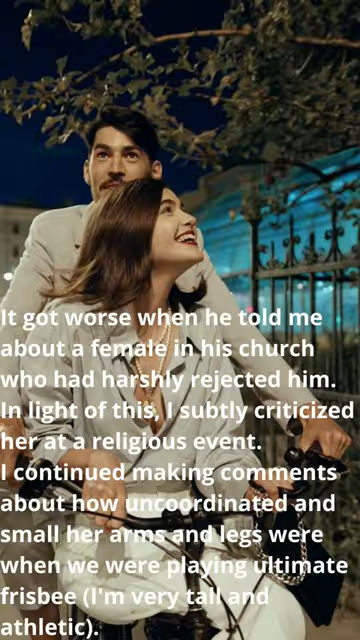 It got worse when he told me
about a female in his church
who had harshly rejected him.
In light of this, I subtly criticized
her at a religious event.
I continued making comments
about how uncoordinated and
small her arms and legs were
when we were playing ultimate
frisbee (I'm very tall and
athletic).